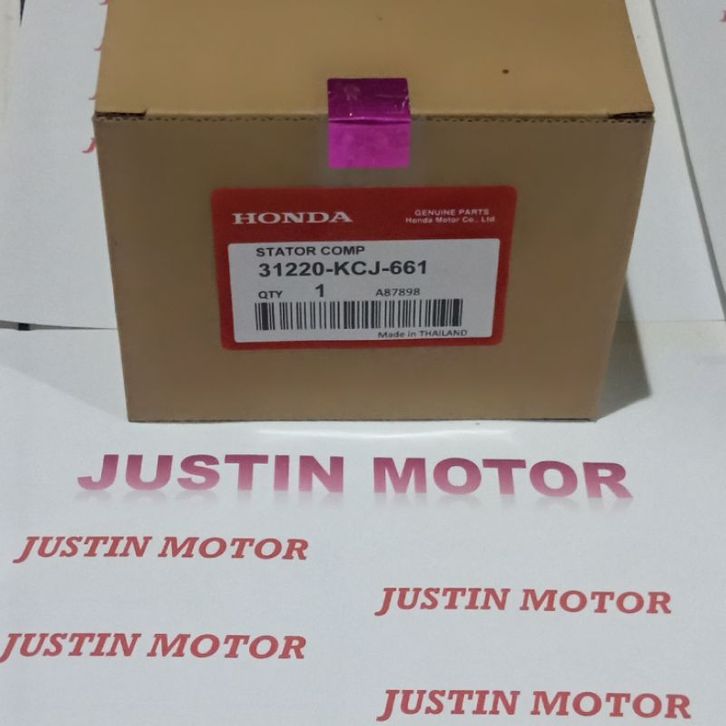 HONDA
GENUINE PARTS
Honda Motor Co., Ltd
STATOR COMP
31220-KCJ-661
QTY 1 A87898
Made in THAILAND
JUSTIN MOTOR
JUSTIN MOTOR
JUSTIN MOTOR
JUSTIN MOTOR
JUSTIN MOTOR